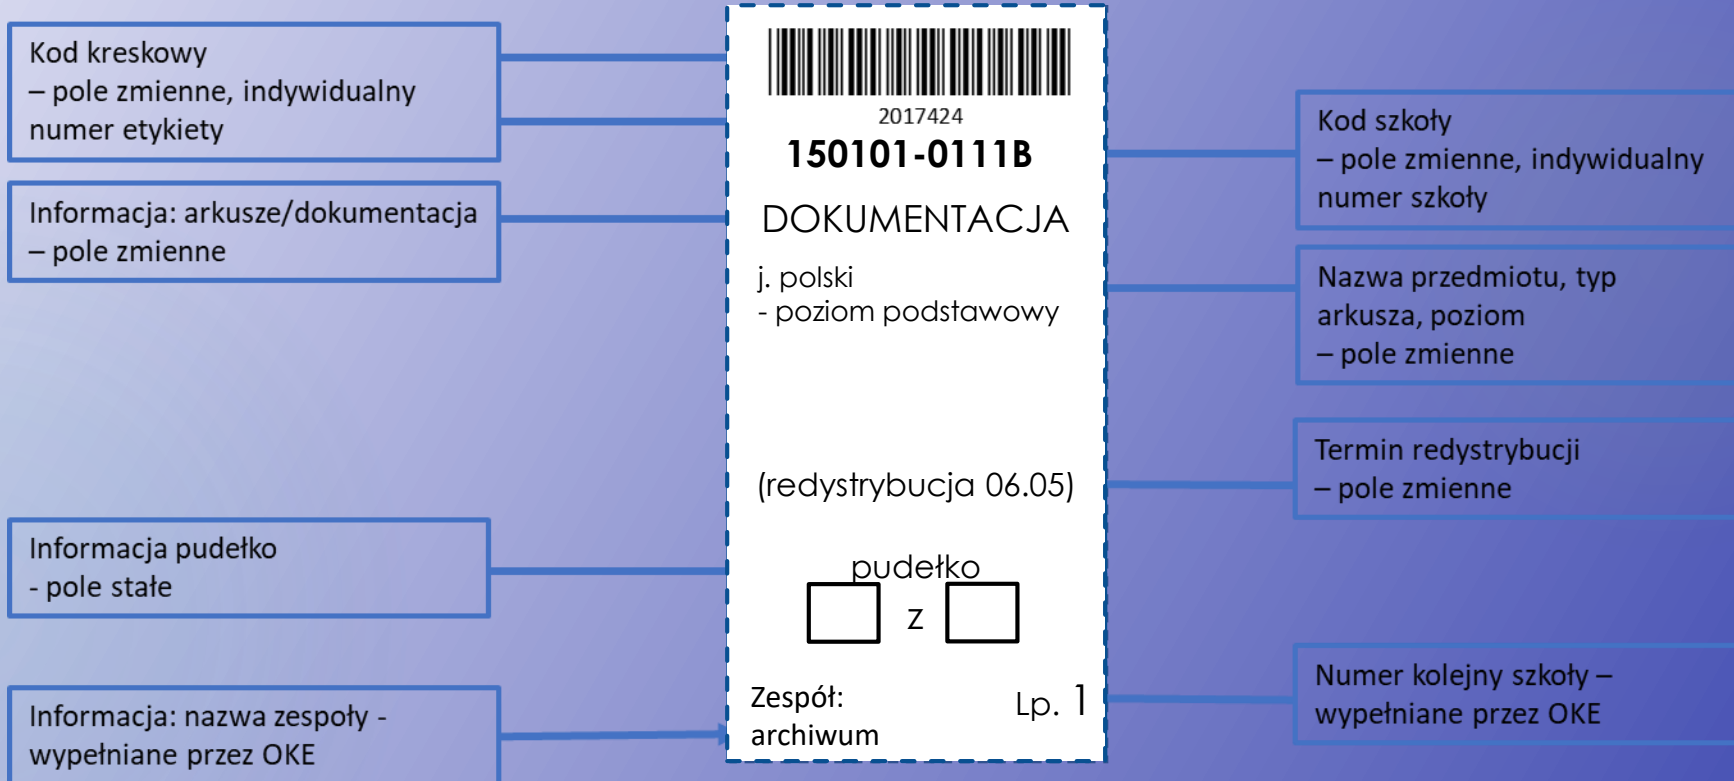 Kod kreskowy
– pole zmienne, indywidualny
numer etykiety
Informacja: arkusze/dokumentacja
– pole zmienne
Informacja pudełko
- pole stałe
Informacja: nazwa zespoły -
wypełniane przez OKE
2017424
150101-0111B
DOKUMENTACJA
j. polski
- poziom podstawowy
(redystrybucja 06.05)
pudełko
z
Zespół:
archiwum
Lp. 1
Kod szkoły
– pole zmienne, indywidualny
numer szkoły
Nazwa przedmiotu, typ
arkusza, poziom
– pole zmienne
Termin redystrybucji
– pole zmienne
Numer kolejny szkoły –
wypełniane przez OKE